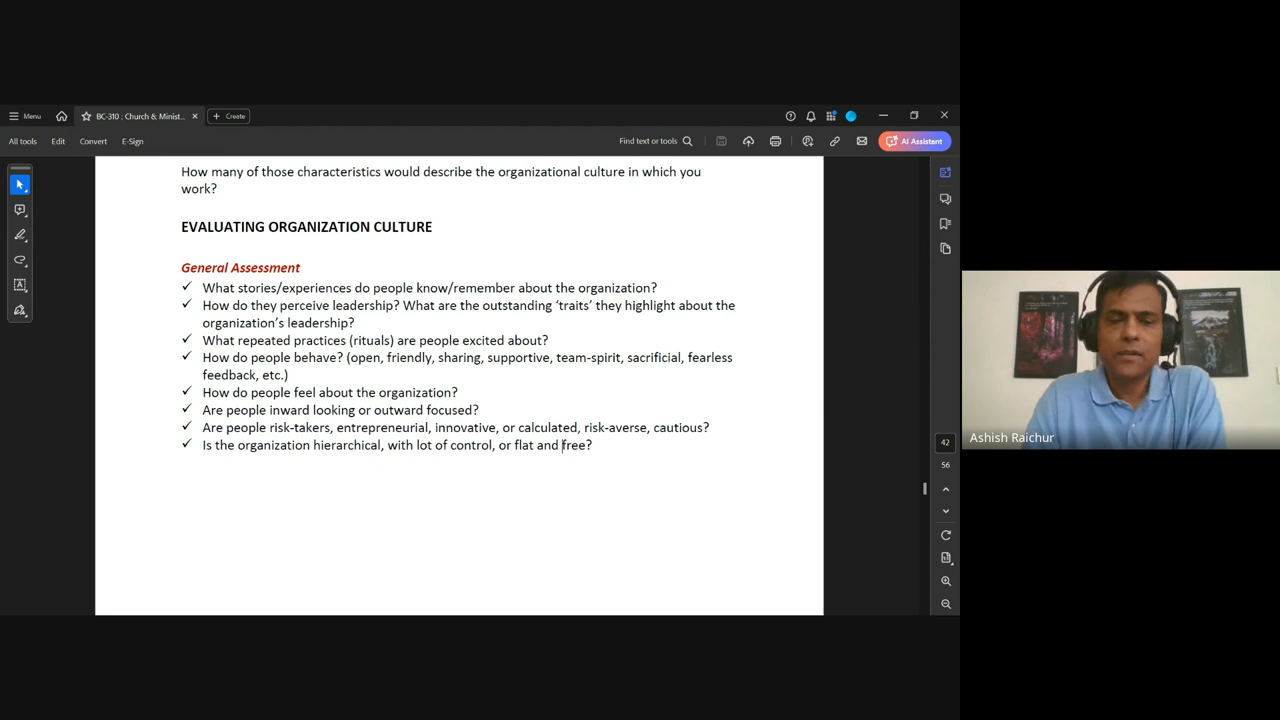 Menu
BC-310 : Church & Minist...
Create
All tools
Edit
Convert
E-Sign
Find text or tools
AI Assistant
How many of those characteristics would describe the organizational culture in which you
work?
EVALUATING ORGANIZATION CULTURE
General Assessment
✓ What stories/experiences do people know/remember about the organization?
✓ How do they perceive leadership? What are the outstanding ‘traits’ they highlight about the
organization’s leadership?
✓ What repeated practices (rituals) are people excited about?
✓ How do people behave? (open, friendly, sharing, supportive, team-spirit, sacrificial, fearless
feedback, etc.)
✓ How do people feel about the organization?
✓ Are people inward looking or outward focused?
✓ Are people risk-takers, entrepreneurial, innovative, or calculated, risk-averse, cautious?
✓ Is the organization hierarchical, with lot of control, or flat and free?
42
56
Ashish Raichur